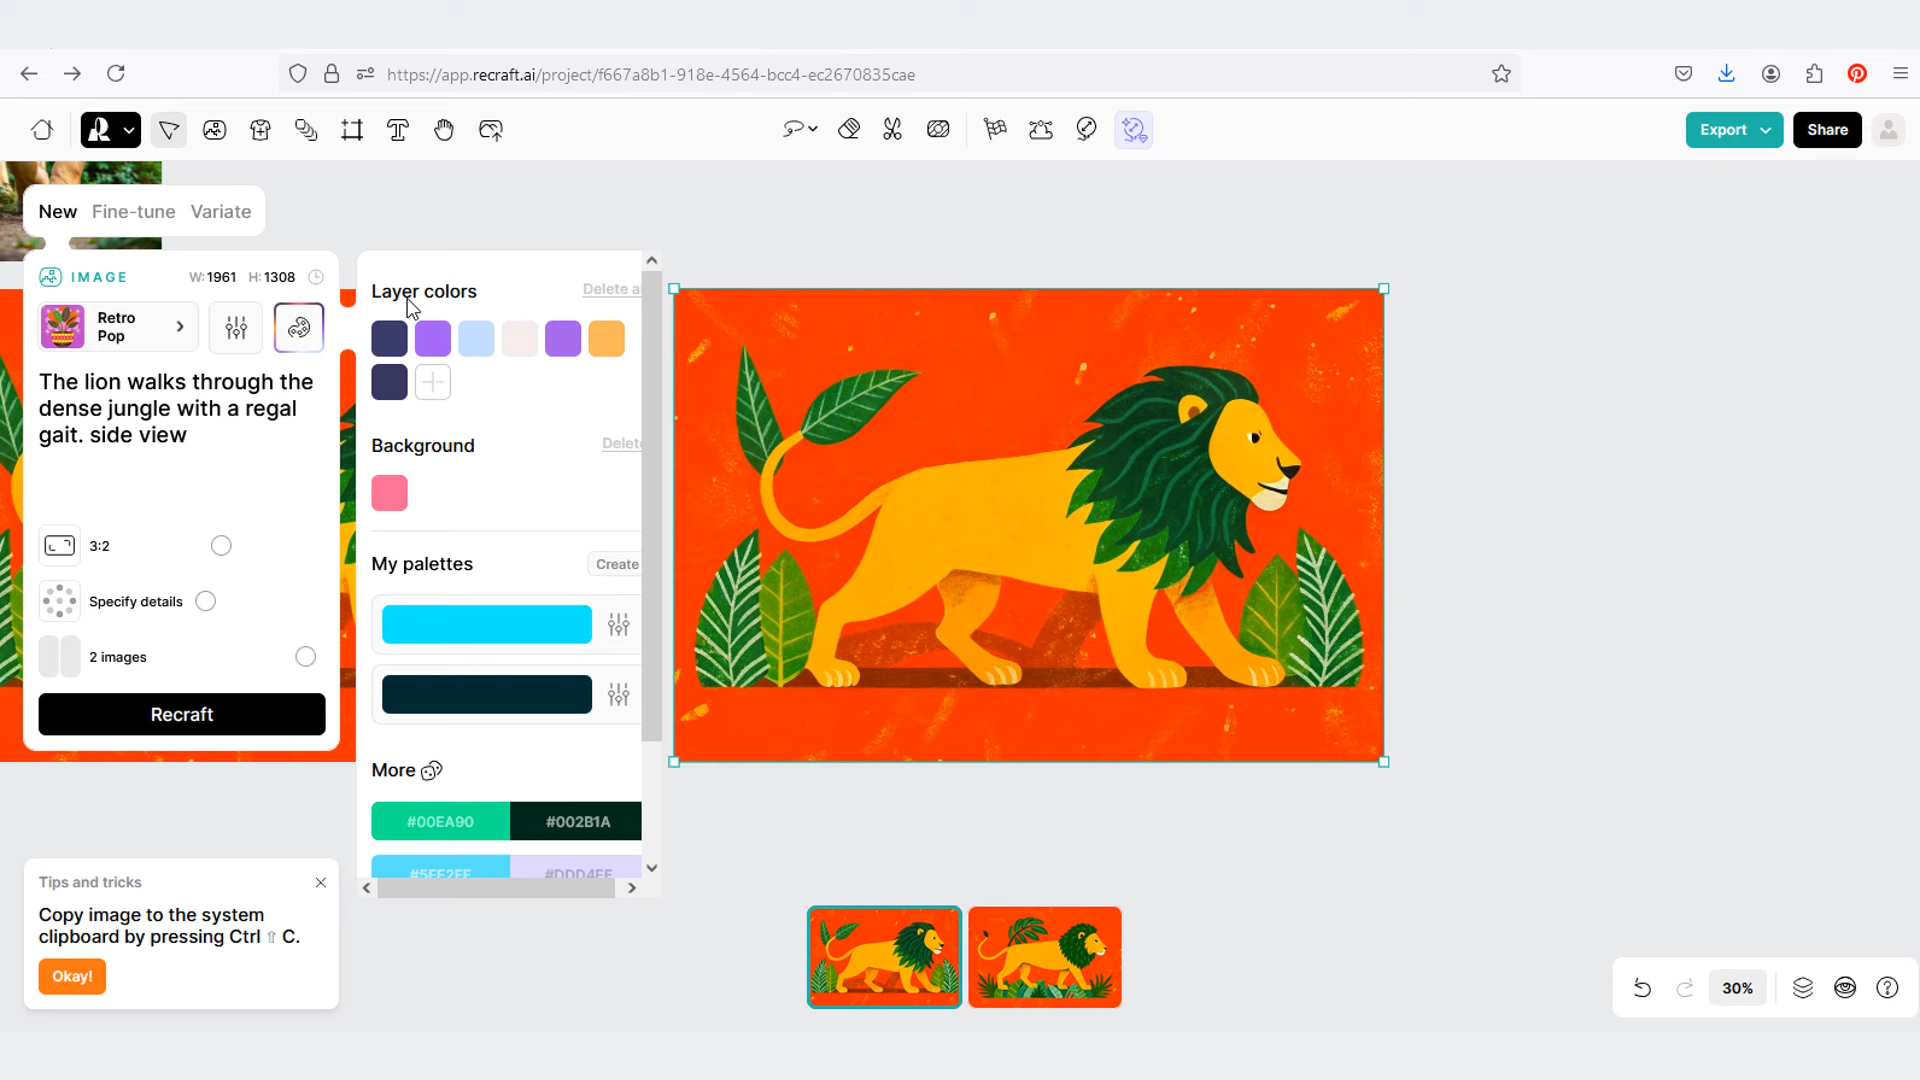 https://app.recraft.ai/project/f667a8b1-918e-4564-bcc4-ec2670835cae
Export
Share
New Fine-tune Variate
IMAGE W: 1961 H: 1308
Retro
Pop
The lion walks through the
dense jungle with a regal
gait. side view
3:2
Specify details
2 images
Recraft
Layer colors
Delete
Background
Delete
My palettes
Create
More
#00EA90 #002B1A
#DDD4FF
Tips and tricks
Copy image to the system
clipboard by pressing Ctrl ⇧ C.
Okay!
30%